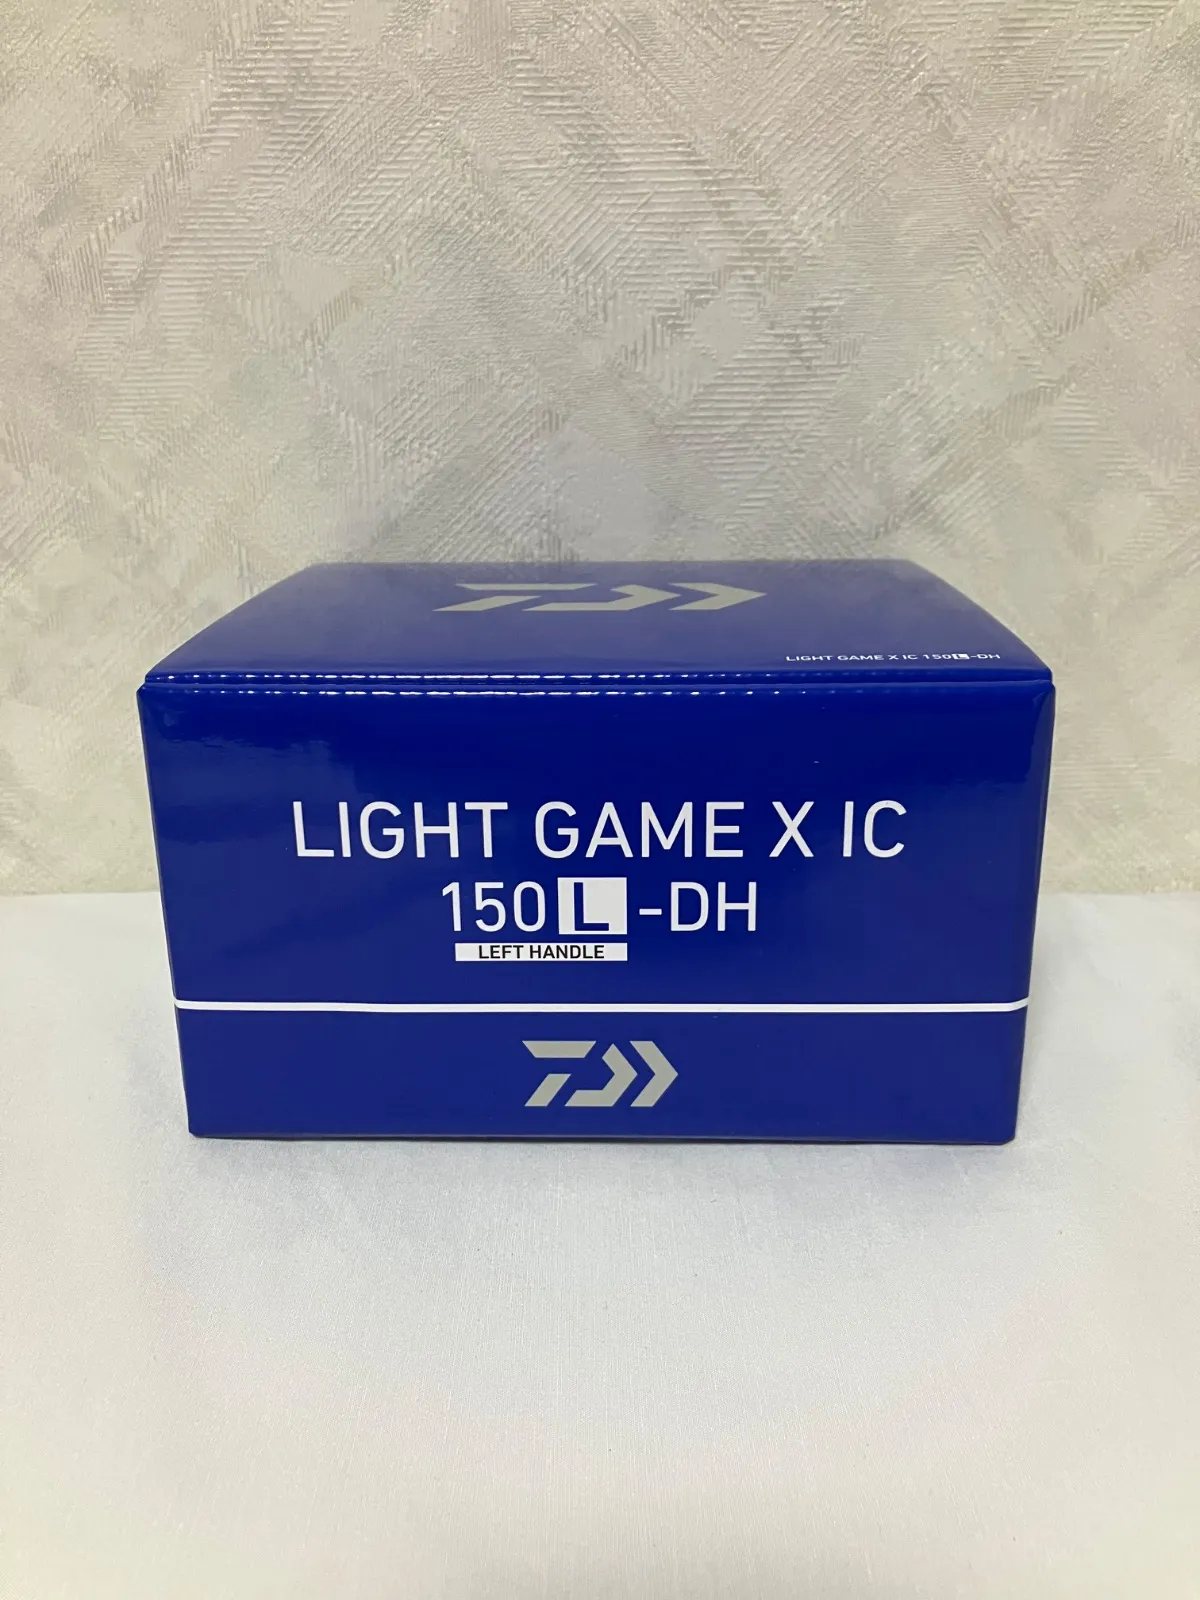 LIGHT GAME X IC 150L-DH
LIGHT GAME X IC
150L-DH
LEFT HANDLE